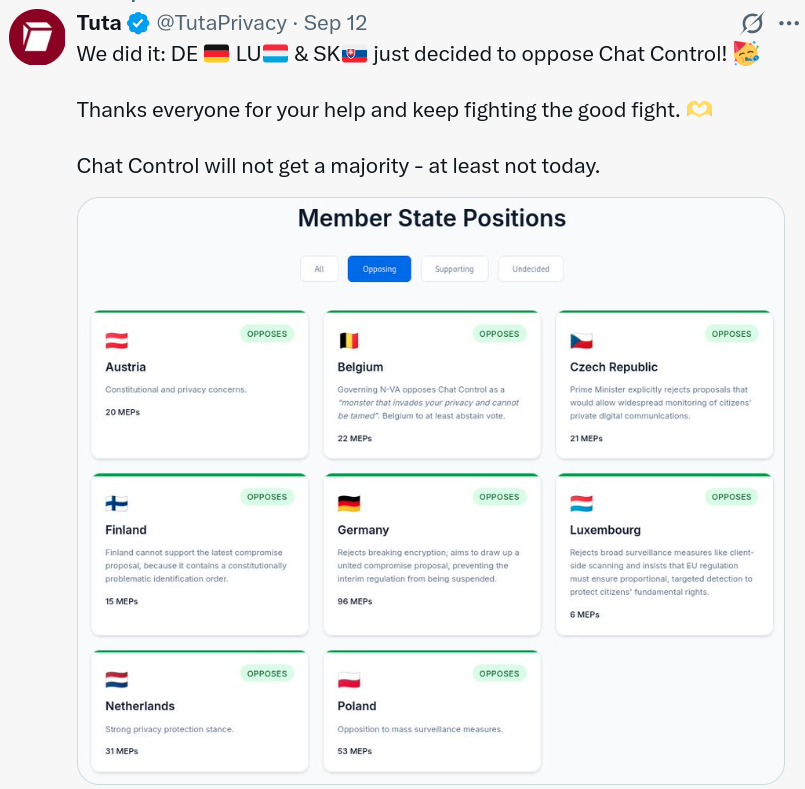 Tuta @TutaPrivacy · Sep 12
We did it: DE 🇩🇪 LU🇱🇺 & SK🇸🇰 just decided to oppose Chat Control! 🥳
Thanks everyone for your help and keep fighting the good fight. 🫶
Chat Control will not get a majority - at least not today.
Member State Positions
All Opposing Supporting Undecided
OPPOSES
Austria
Constitutional and privacy concerns.
20 MEPs
OPPOSES
Belgium
Governing N-VA opposes Chat Control as a
"monster that invades your privacy and cannot
be tamed". Belgium to at least abstain vote.
22 MEPs
OPPOSES
Czech Republic
Prime Minister explicitly rejects proposals that
would allow widespread monitoring of citizens'
private digital communications.
21 MEPs
OPPOSES
Finland
Finland cannot support the latest compromise
proposal, because it contains a constitutionally
problematic identification order.
15 MEPs
OPPOSES
Germany
Rejects breaking encryption; aims to draw up a
united compromise proposal, preventing the
interim regulation from being suspended.
96 MEPs
OPPOSES
Luxembourg
Rejects broad surveillance measures like client-
side scanning and insists that EU regulation
must ensure proportional, targeted detection to
protect citizens' fundamental rights.
6 MEPs
OPPOSES
Netherlands
Strong privacy protection stance.
31 MEPs
OPPOSES
Poland
Opposition to mass surveillance measures.
53 MEPs